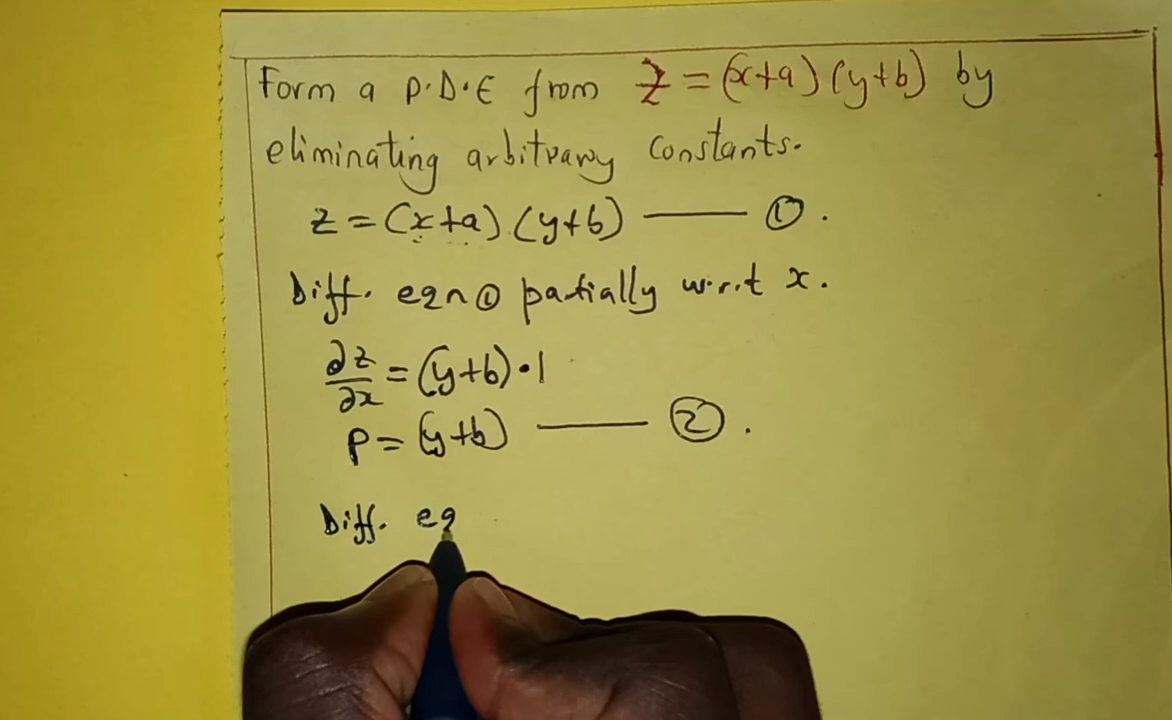 Form a P.D.E from z = (x+a)(y+b) by
eliminating arbitrary constants.
z = (x+a)(y+b) —— ①.
Diff. eqn ① partially w.r.t x.
∂z/∂x = (y+b)•1
P = (y+b) —— ②.
Diff. eq